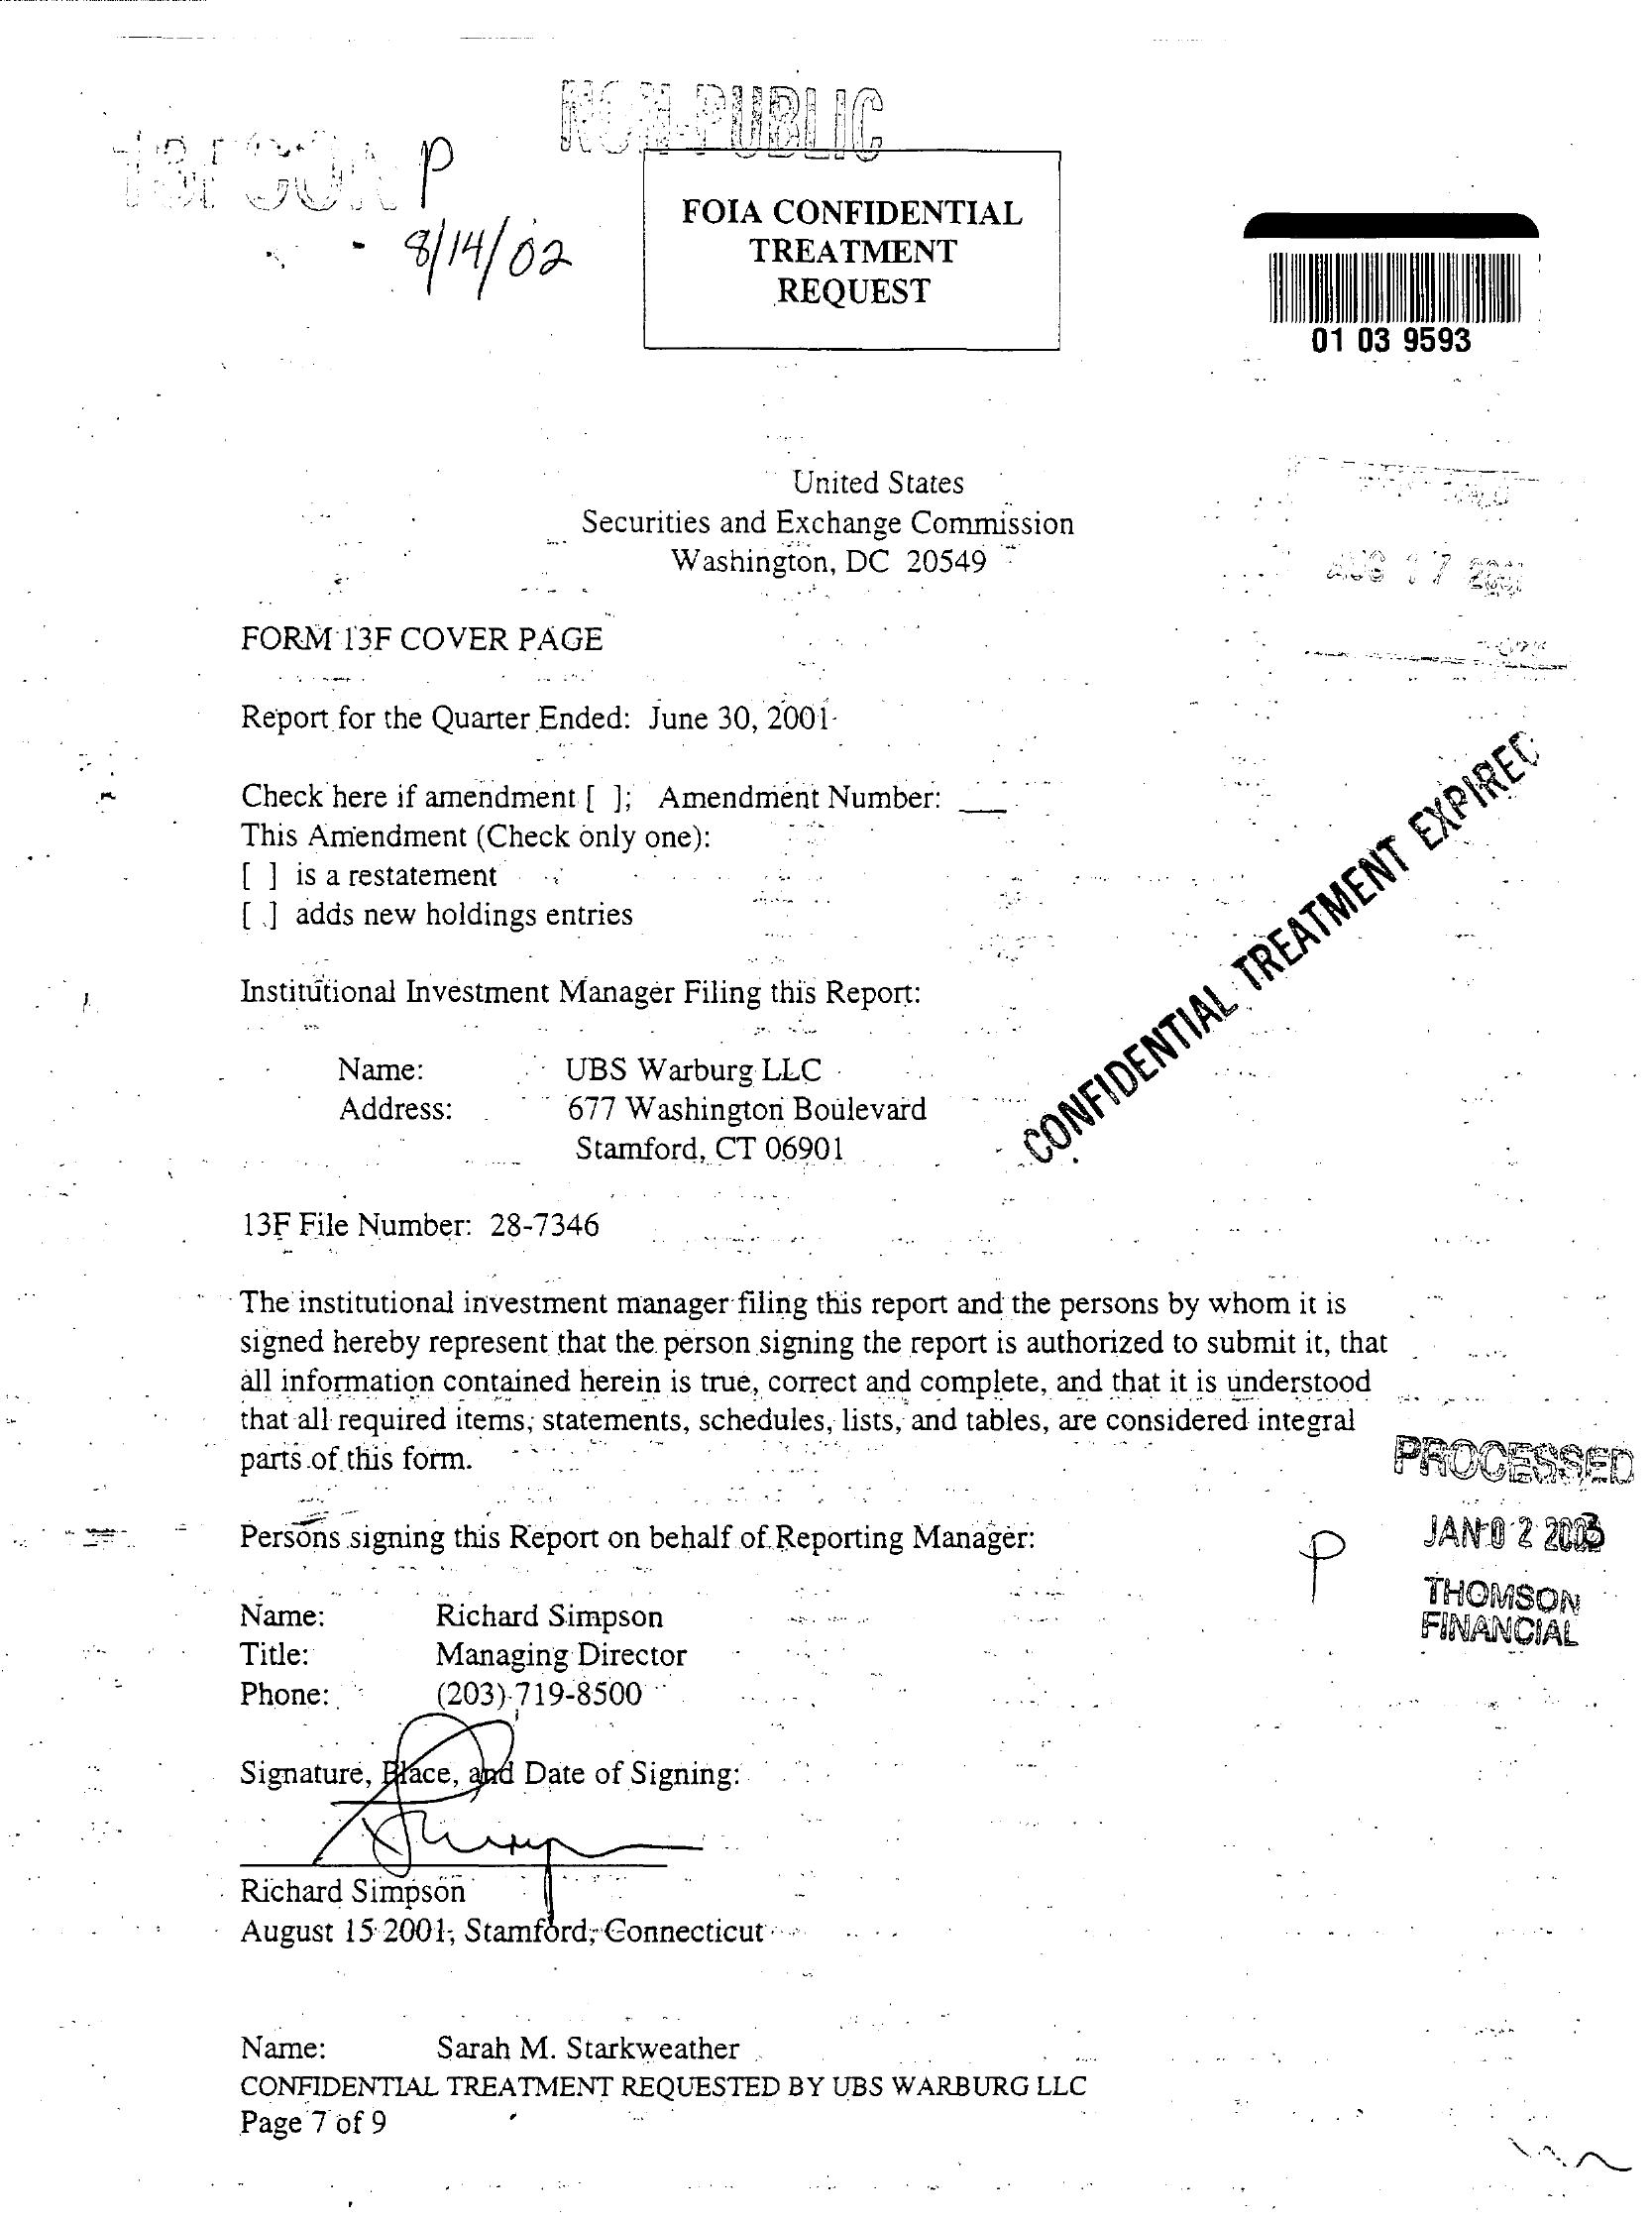 NON-PUBLIC
P
8/14/02
FOIA CONFIDENTIAL
TREATMENT
REQUEST
01 03 9593
United States
Securities and Exchange Commission
Washington, DC 20549
AUG 17 2001
FORM 13F COVER PAGE
Report for the Quarter Ended: June 30, 2001
Check here if amendment [ ]; Amendment Number: ___
This Amendment (Check only one):
[ ] is a restatement
[ ] adds new holdings entries
CONFIDENTIAL TREATMENT EXPIRED
Institutional Investment Manager Filing this Report:
Name: UBS Warburg LLC
Address: 677 Washington Boulevard
Stamford, CT 06901
13F File Number: 28-7346
The institutional investment manager filing this report and the persons by whom it is
signed hereby represent that the person signing the report is authorized to submit it, that
all information contained herein is true, correct and complete, and that it is understood
that all required items, statements, schedules, lists, and tables, are considered integral
parts of this form.
PROCESSED
JAN 02 2003
THOMSON
FINANCIAL
P
Persons signing this Report on behalf of Reporting Manager:
Name: Richard Simpson
Title: Managing Director
Phone: (203) 719-8500
Signature, Place, and Date of Signing:
Richard Simpson
August 15 2001, Stamford, Connecticut
Name: Sarah M. Starkweather
CONFIDENTIAL TREATMENT REQUESTED BY UBS WARBURG LLC
Page 7 of 9